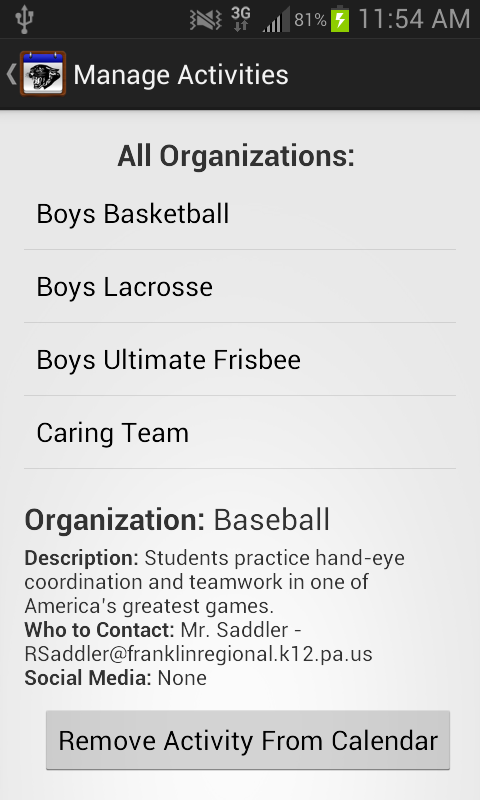 3G 81% 11:54 AM
Manage Activities
All Organizations:
Boys Basketball
Boys Lacrosse
Boys Ultimate Frisbee
Caring Team
Organization: Baseball
Description: Students practice hand-eye
coordination and teamwork in one of
America's greatest games.
Who to Contact: Mr. Saddler -
RSaddler@franklinregional.k12.pa.us
Social Media: None
Remove Activity From Calendar